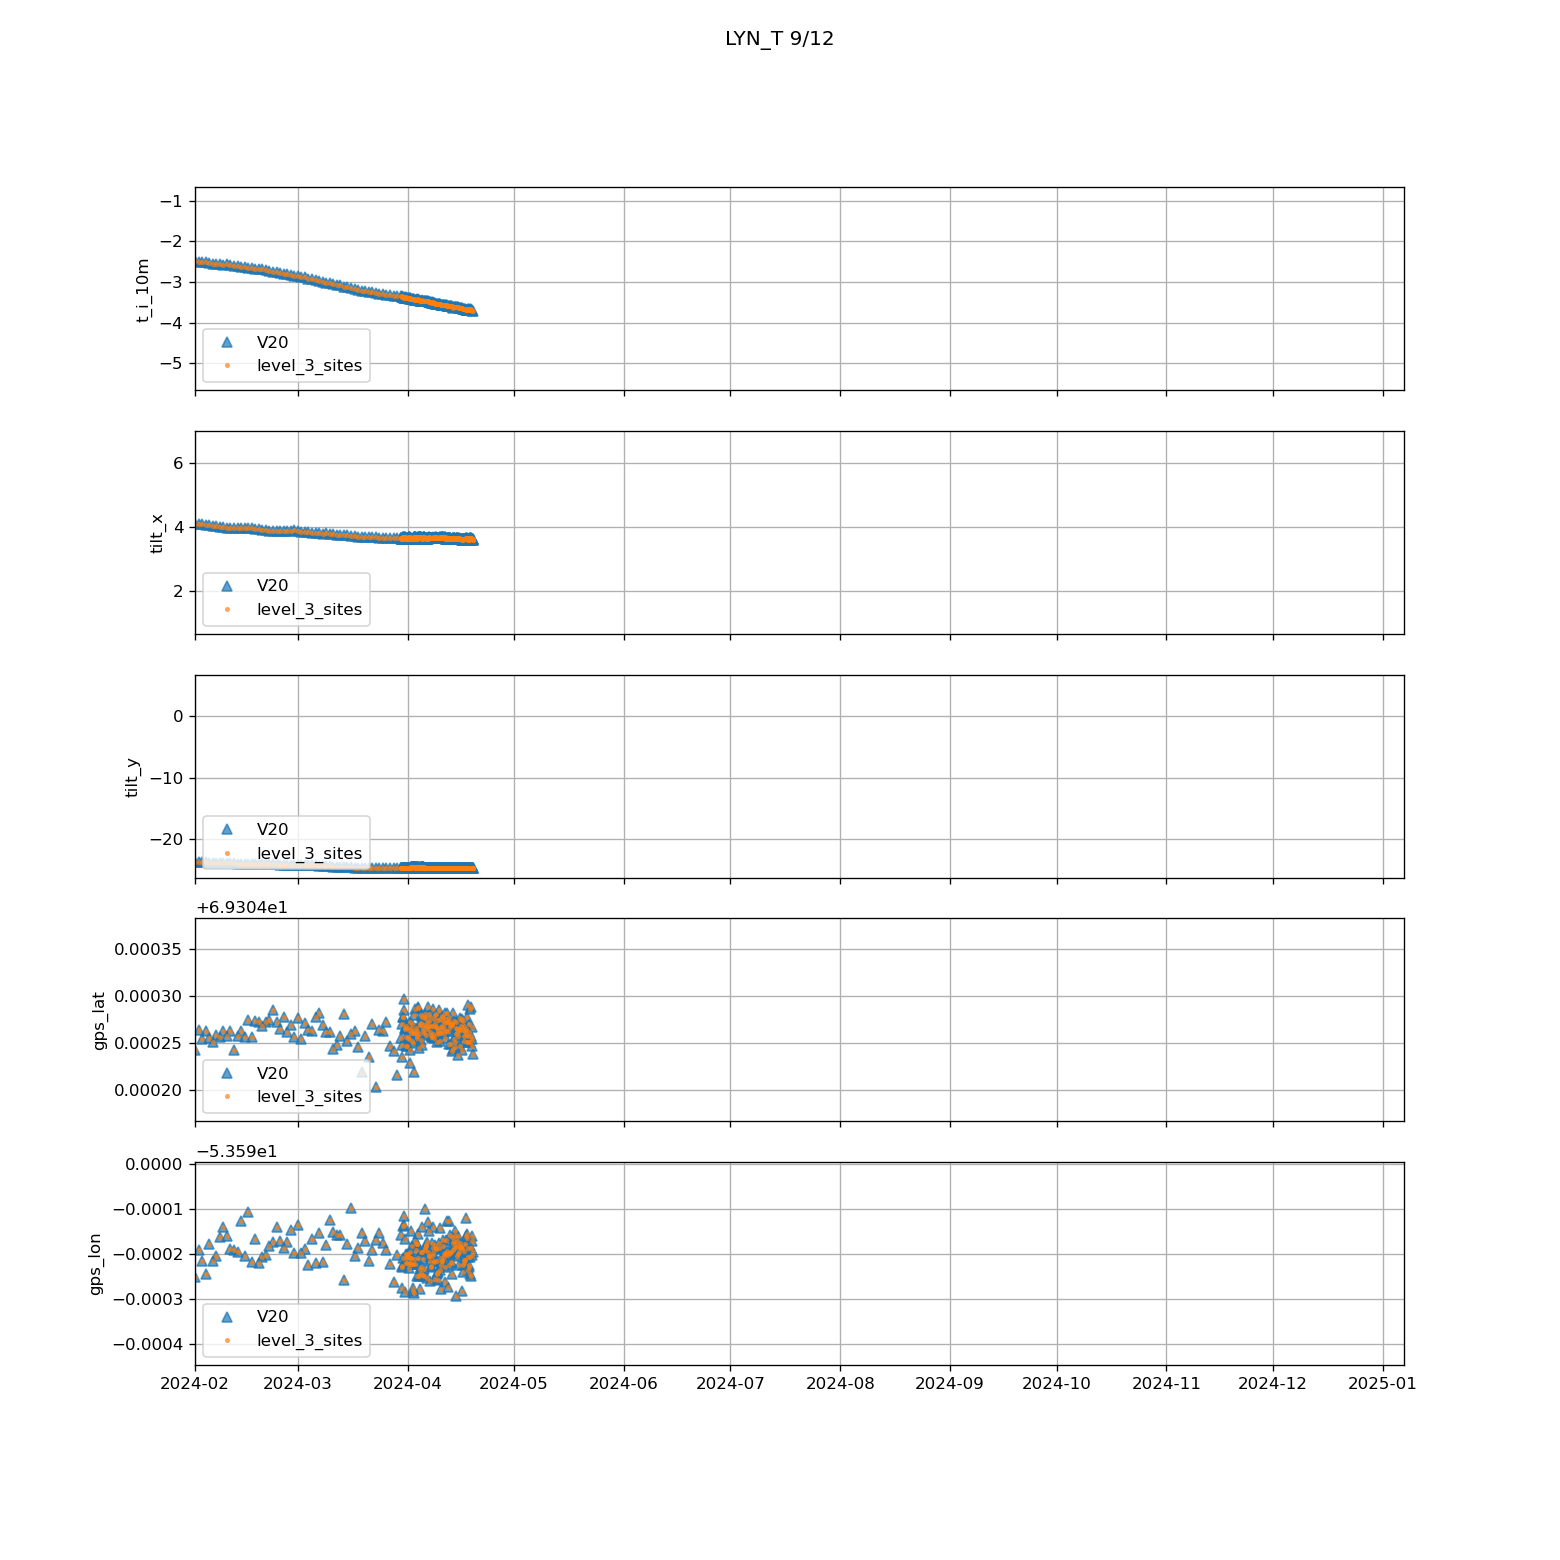 LYN_T 9/12
t_i_10m
−1
−2
−3
−4
−5
V20
level_3_sites
tilt_x
6
4
2
V20
level_3_sites
tilt_y
0
−10
−20
V20
level_3_sites
+6.9304e1
gps_lat
0.00035
0.00030
0.00025
0.00020
V20
level_3_sites
−5.359e1
gps_lon
0.0000
−0.0001
−0.0002
−0.0003
−0.0004
V20
level_3_sites
2024-02 2024-03 2024-04 2024-05 2024-06 2024-07 2024-08 2024-09 2024-10 2024-11 2024-12 2025-01